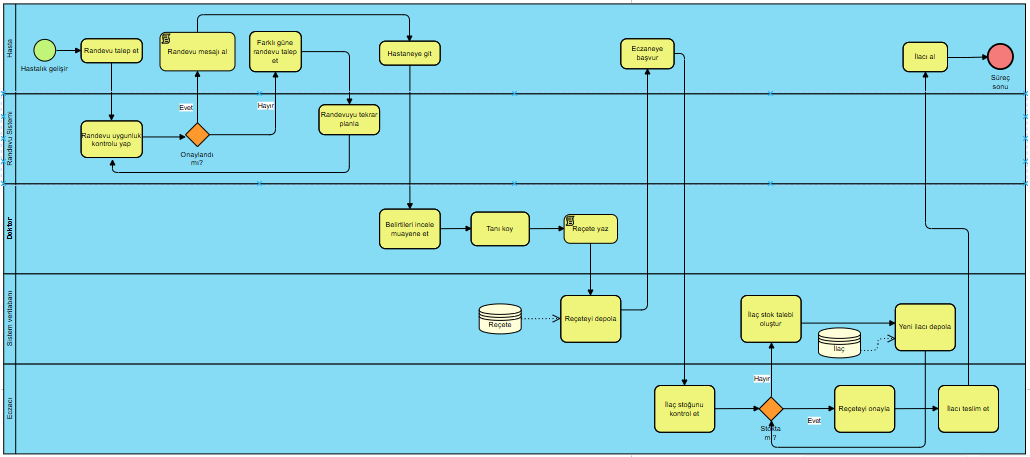 Hasta
Hastalık gelişir
Randevu talep et
Randevu mesajı al
Farklı güne
randevu talep
et
Hastaneye git
Eczaneye
başvur
İlacı al
Süreç
sonu
Randevu Sistemi
Randevu uygunluk
kontrolu yap
Evet
Hayır
Onaylandı
mı?
Randevuyu tekrar
planla
Doktor
Belirtileri incele
muayene et
Tanı koy
Reçete yaz
Sistem veritabanı
Reçete
Reçeteyi depola
İlaç stok talebi
oluştur
İlaç
Yeni ilacı depola
Eczacı
İlaç stoğunu
kontrol et
Hayır
Stokta
mı?
Evet
Reçeteyi onayla
İlacı teslim et